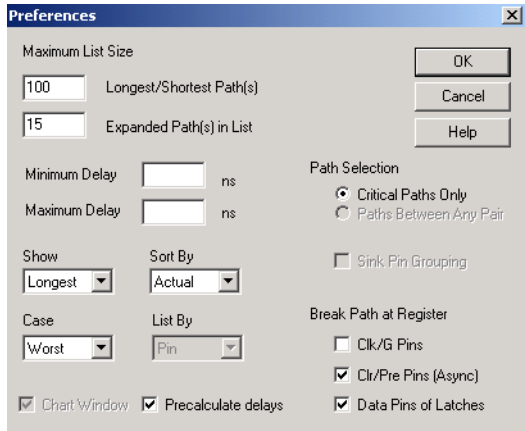 Preferences
Maximum List Size
OK
100 Longest/Shortest Path(s)
Cancel
15 Expanded Path(s) in List
Help
Minimum Delay ns
Maximum Delay ns
Path Selection
Critical Paths Only
Paths Between Any Pair
Show Sort By
Longest Actual
Sink Pin Grouping
Case List By
Worst Pin
Break Path at Register
Clk/G Pins
Clr/Pre Pins (Async)
Chart Window Precalculate delays
Data Pins of Latches